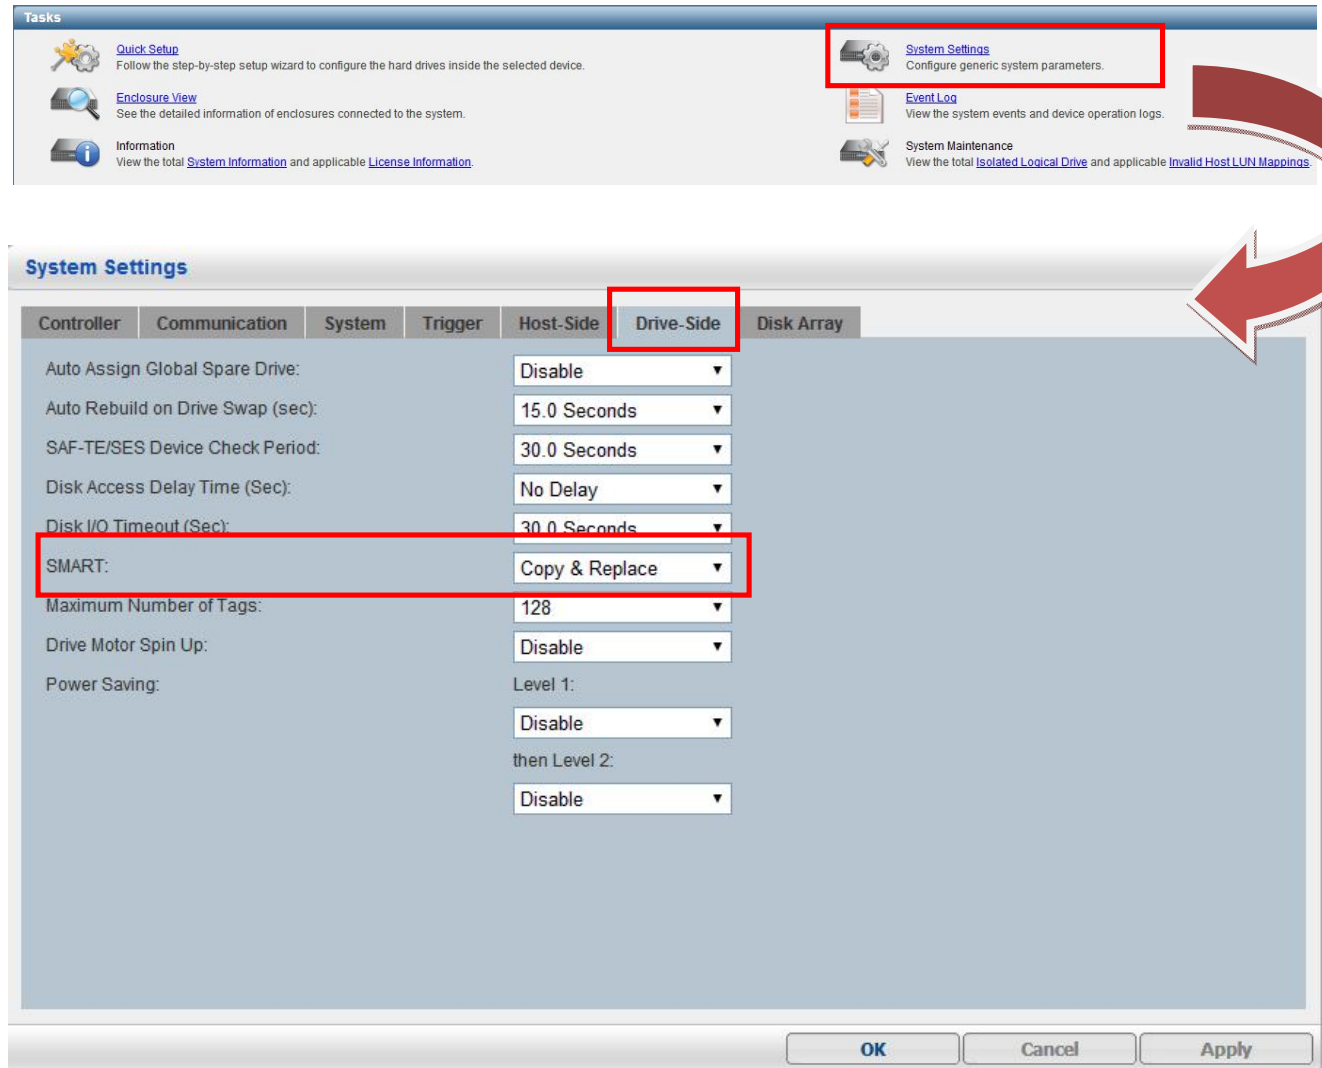 Tasks
Quick Setup
Follow the step-by-step setup wizard to configure the hard drives inside the selected device.
System Settings
Configure generic system parameters.
Enclosure View
See the detailed information of enclosures connected to the system.
Event Log
View the system events and device operation logs.
Information
View the total System Information and applicable License Information.
System Maintenance
View the total Isolated Logical Drive and applicable Invalid Host LUN Mappings.
System Settings
Controller Communication System Trigger Host-Side Drive-Side Disk Array
Auto Assign Global Spare Drive: Disable
Auto Rebuild on Drive Swap (sec): 15.0 Seconds
SAF-TE/SES Device Check Period: 30.0 Seconds
Disk Access Delay Time (Sec): No Delay
Disk I/O Timeout (Sec): 30.0 Seconds
SMART: Copy & Replace
Maximum Number of Tags: 128
Drive Motor Spin Up: Disable
Power Saving: Level 1:
Disable
then Level 2:
Disable
OK Cancel Apply